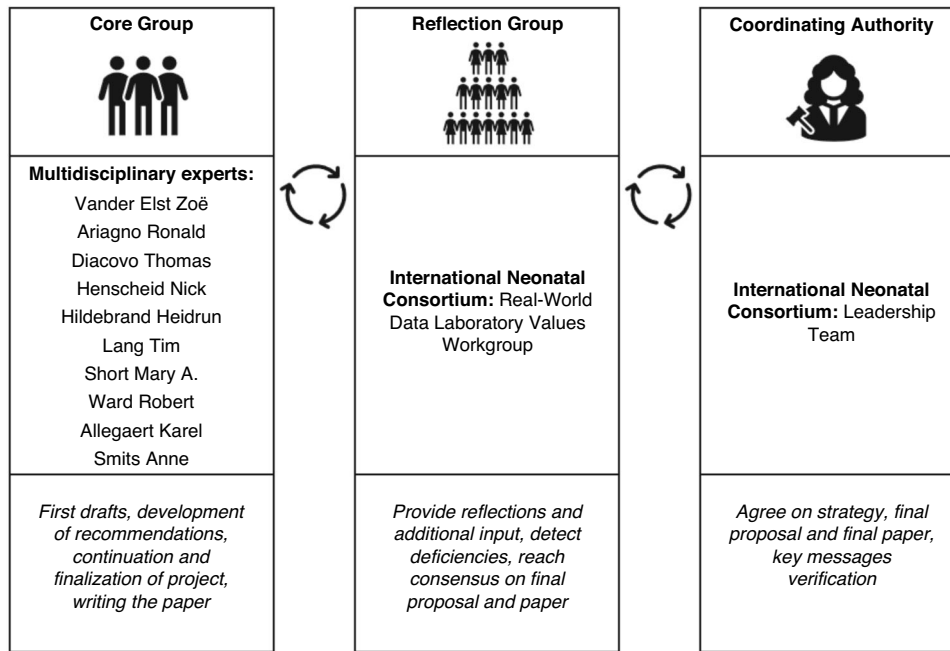 Core Group
Multidisciplinary experts:
Vander Elst Zoë
Ariagno Ronald
Diacovo Thomas
Henscheid Nick
Hildebrand Heidrun
Lang Tim
Short Mary A.
Ward Robert
Allegaert Karel
Smits Anne
First drafts, development
of recommendations,
continuation and
finalization of project,
writing the paper
Reflection Group
International Neonatal
Consortium: Real-World
Data Laboratory Values
Workgroup
Provide reflections and
additional input, detect
deficiencies, reach
consensus on final
proposal and paper
Coordinating Authority
International Neonatal
Consortium: Leadership
Team
Agree on strategy, final
proposal and final paper,
key messages
verification